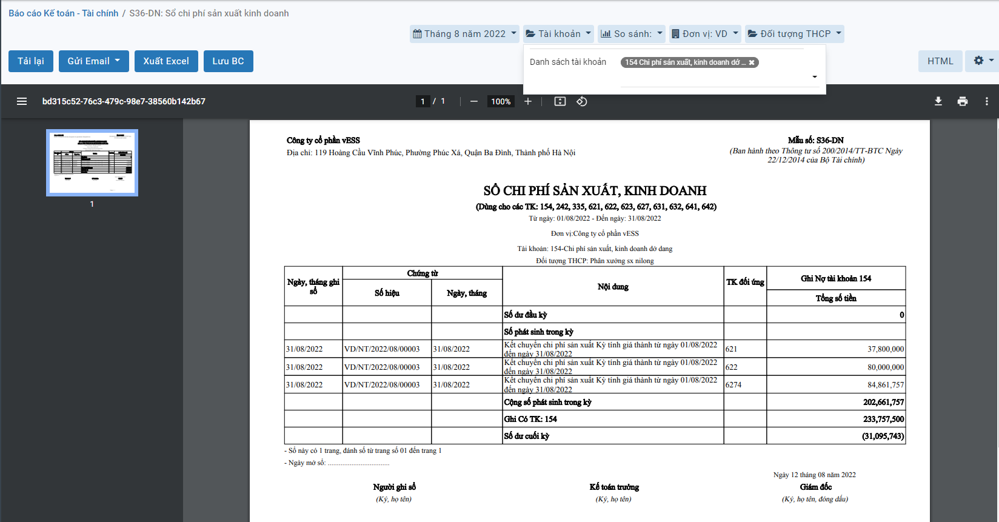 Báo cáo Kế toán - Tài chính / S36-DN: Sổ chi phí sản xuất kinh doanh
Tháng 8 năm 2022 Tài khoản So sánh: Đơn vị: VD Đối tượng THCP
Tải lại Gửi Email Xuất Excel Lưu BC HTML
Danh sách tài khoản 154 Chi phí sản xuất, kinh doanh dở ...
bd315c52-76c3-479c-98e7-38560b142b67 1 / 1 100%
1
Công ty cổ phần vESS Mẫu số: S36-DN
Địa chỉ: 119 Hoàng Cầu Vĩnh Phúc, Phường Phúc Xá, Quận Ba Đình, Thành phố Hà Nội (Ban hành theo Thông tư số 200/2014/TT-BTC Ngày
22/12/2014 của Bộ Tài chính)
SỔ CHI PHÍ SẢN XUẤT, KINH DOANH
(Dùng cho các TK: 154, 242, 335, 621, 622, 623, 627, 631, 632, 641, 642)
Từ ngày: 01/08/2022 - Đến ngày: 31/08/2022
Đơn vị:Công ty cổ phần vESS
Tài khoản: 154-Chi phí sản xuất, kinh doanh dở dang
Đối tượng THCP: Phân xưởng sx nilong
Ngày, tháng ghi
sổ
Chứng từ
Số hiệu Ngày, tháng
Nội dung
TK đối ứng
Ghi Nợ tài khoản 154
Tổng số tiền
Số dư đầu kỳ 0
Số phát sinh trong kỳ
31/08/2022 VD/NT/2022/08/00003 31/08/2022 Kết chuyển chi phí sản xuất Kỳ tính giá thành từ ngày 01/08/2022
đến ngày 31/08/2022 621 37,800,000
31/08/2022 VD/NT/2022/08/00003 31/08/2022 Kết chuyển chi phí sản xuất Kỳ tính giá thành từ ngày 01/08/2022
đến ngày 31/08/2022 622 80,000,000
31/08/2022 VD/NT/2022/08/00003 31/08/2022 Kết chuyển chi phí sản xuất Kỳ tính giá thành từ ngày 01/08/2022
đến ngày 31/08/2022 6274 84,861,757
Cộng số phát sinh trong kỳ 202,661,757
Ghi Có TK: 154 233,757,500
Số dư cuối kỳ (31,095,743)
- Sổ này có 1 trang, đánh số từ trang số 01 đến trang 1
- Ngày mở sổ: ..................................
Ngày 12 tháng 08 năm 2022
Người ghi sổ Kế toán trưởng Giám đốc
(Ký, họ tên) (Ký, họ tên) (Ký, họ tên, đóng dấu)